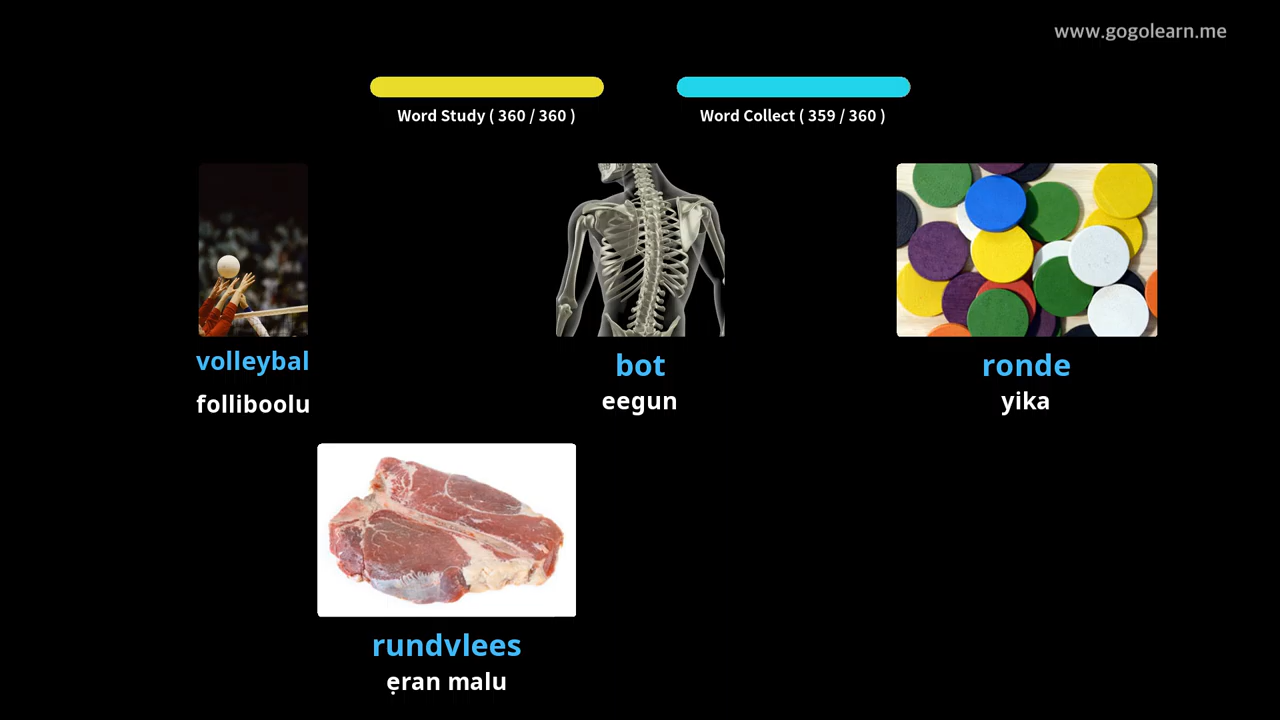 www.gogolearn.me
Word Study ( 360 / 360 )
Word Collect ( 359 / 360 )
volleybal
folliboolu
bot
eegun
ronde
yika
rundvlees
ẹran malu